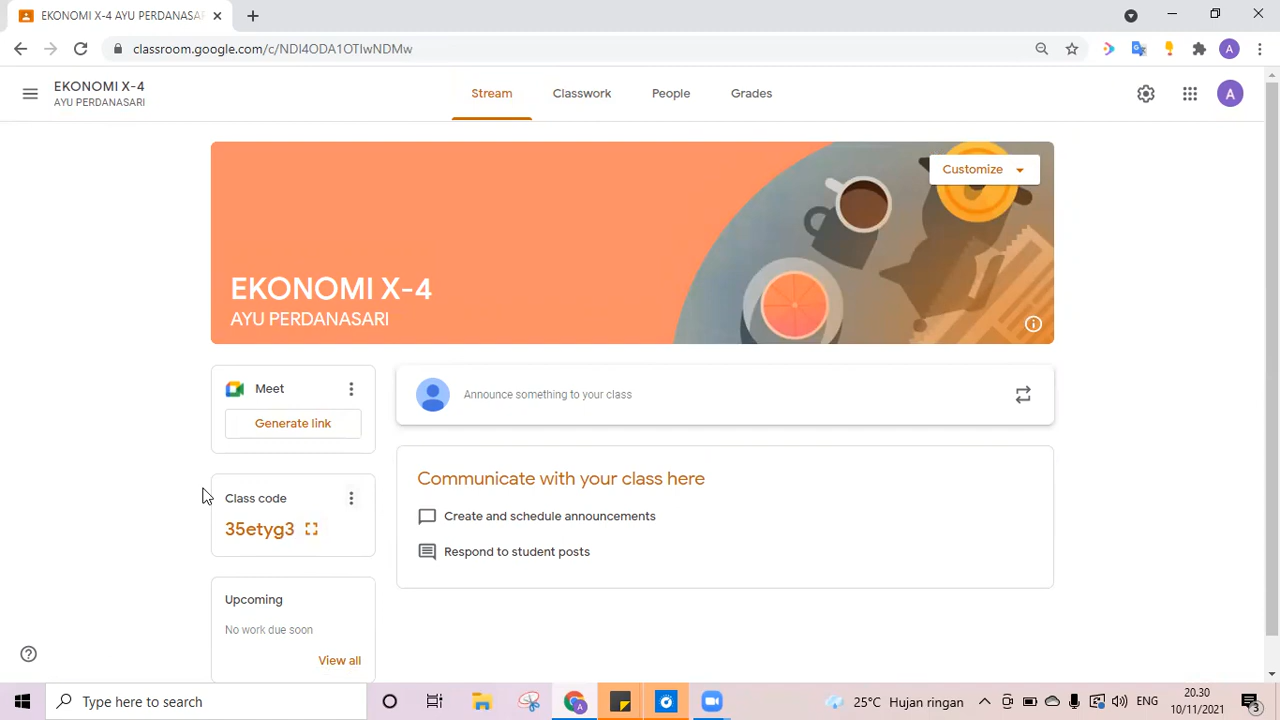 EKONOMI X-4 AYU PERDANASAR
classroom.google.com/c/NDI4ODA1OTIwNDMw
A
EKONOMI X-4
AYU PERDANASARI
Stream
Classwork
People
Grades
A
Customize
EKONOMI X-4
AYU PERDANASARI
Meet
Generate link
Announce something to your class
Class code
35etyg3
Communicate with your class here
Create and schedule announcements
Respond to student posts
Upcoming
No work due soon
View all
Type here to search
25°C Hujan ringan
ENG
20.30
10/11/2021
3